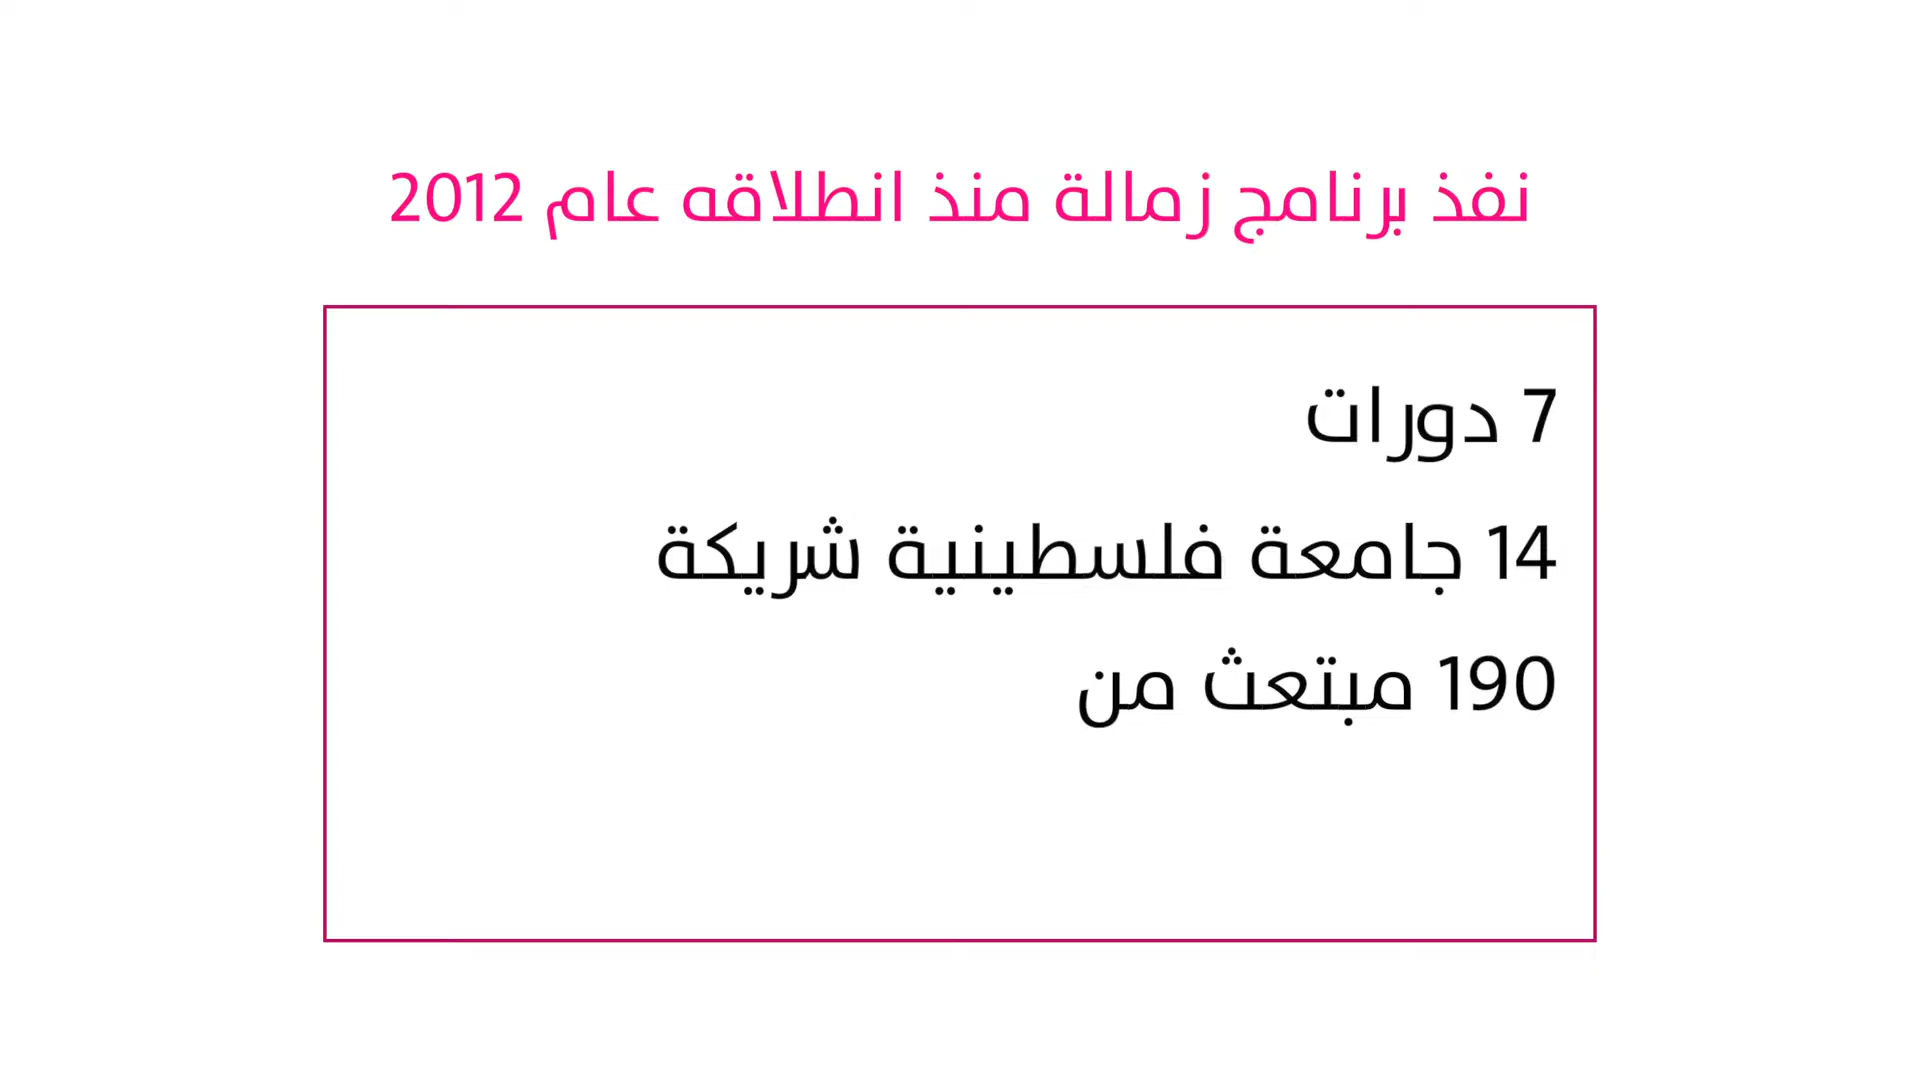 نفذ برنامج زمالة منذ انطلاقه عام 2012
7 دورات
14 جامعة فلسطينية شريكة
190 مبتعث من